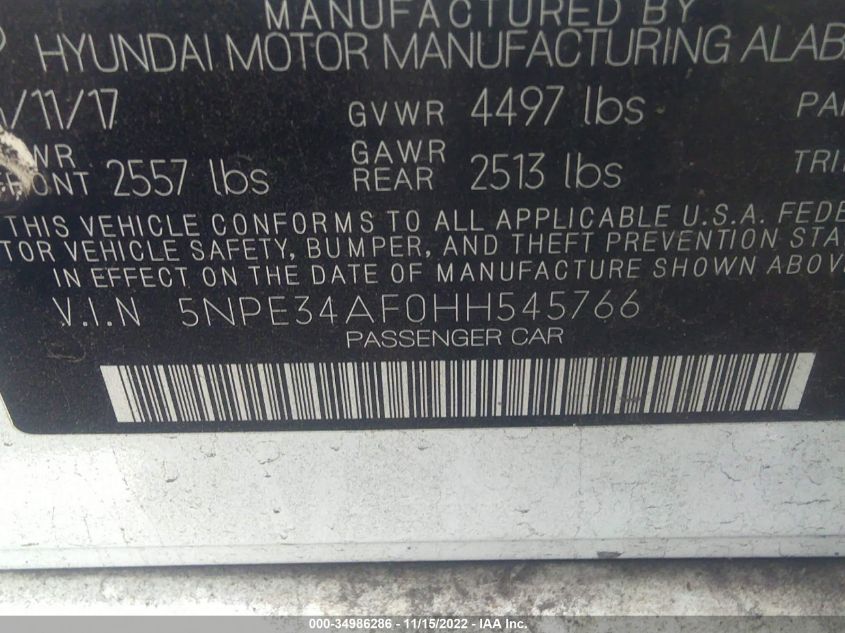 MANUFACTURED BY
HYUNDAI MOTOR MANUFACTURING ALAB
/11/17 GVWR 4497 lbs PAI
WR GAWR
ONT 2557 lbs REAR 2513 lbs TRI
THIS VEHICLE CONFORMS TO ALL APPLICABLE U.S.A. FEDE
TOR VEHICLE SAFETY, BUMPER, AND THEFT PREVENTION STA
IN EFFECT ON THE DATE OF MANUFACTURE SHOWN ABOV
V.I.N 5NPE34AF0HH545766
PASSENGER CAR
000-34986286 - 11/15/2022 - IAA Inc.